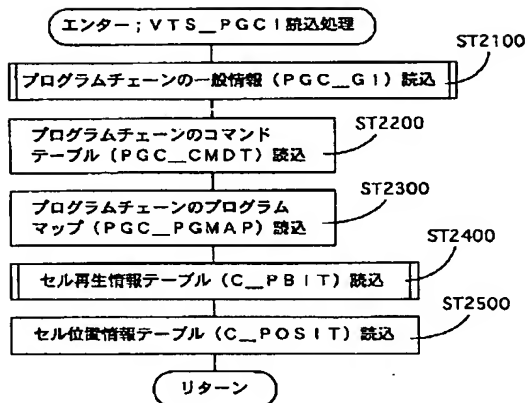 エンター；ＶＴＳ＿ＰＧＣＩ読込処理
ST2100
プログラムチェーンの一般情報（ＰＧＣ＿ＧＩ）読込
ST2200
プログラムチェーンのコマンド
テーブル（ＰＧＣ＿ＣＭＤＴ）読込
ST2300
プログラムチェーンのプログラム
マップ（ＰＧＣ＿ＰＧＭＡＰ）読込
ST2400
セル再生情報テーブル（Ｃ＿ＰＢＩＴ）読込
ST2500
セル位置情報テーブル（Ｃ＿ＰＯＳＩＴ）読込
リターン